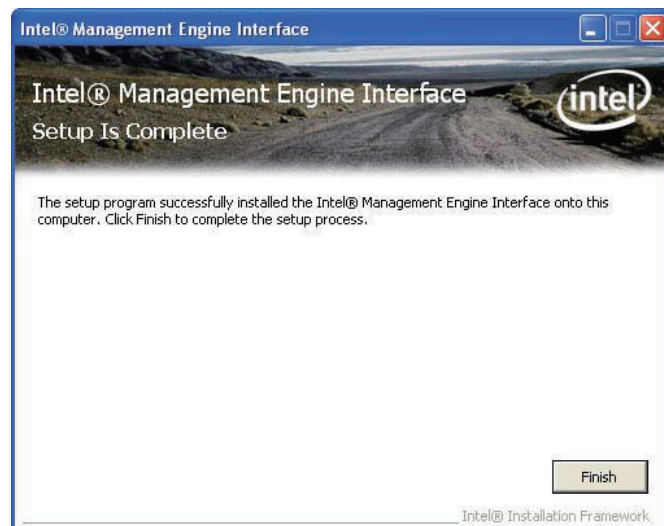 Intel® Management Engine Interface
Intel® Management Engine Interface
Setup Is Complete
intel
The setup program successfully installed the Intel® Management Engine Interface onto this
computer. Click Finish to complete the setup process.
Finish
Intel® Installation Framework